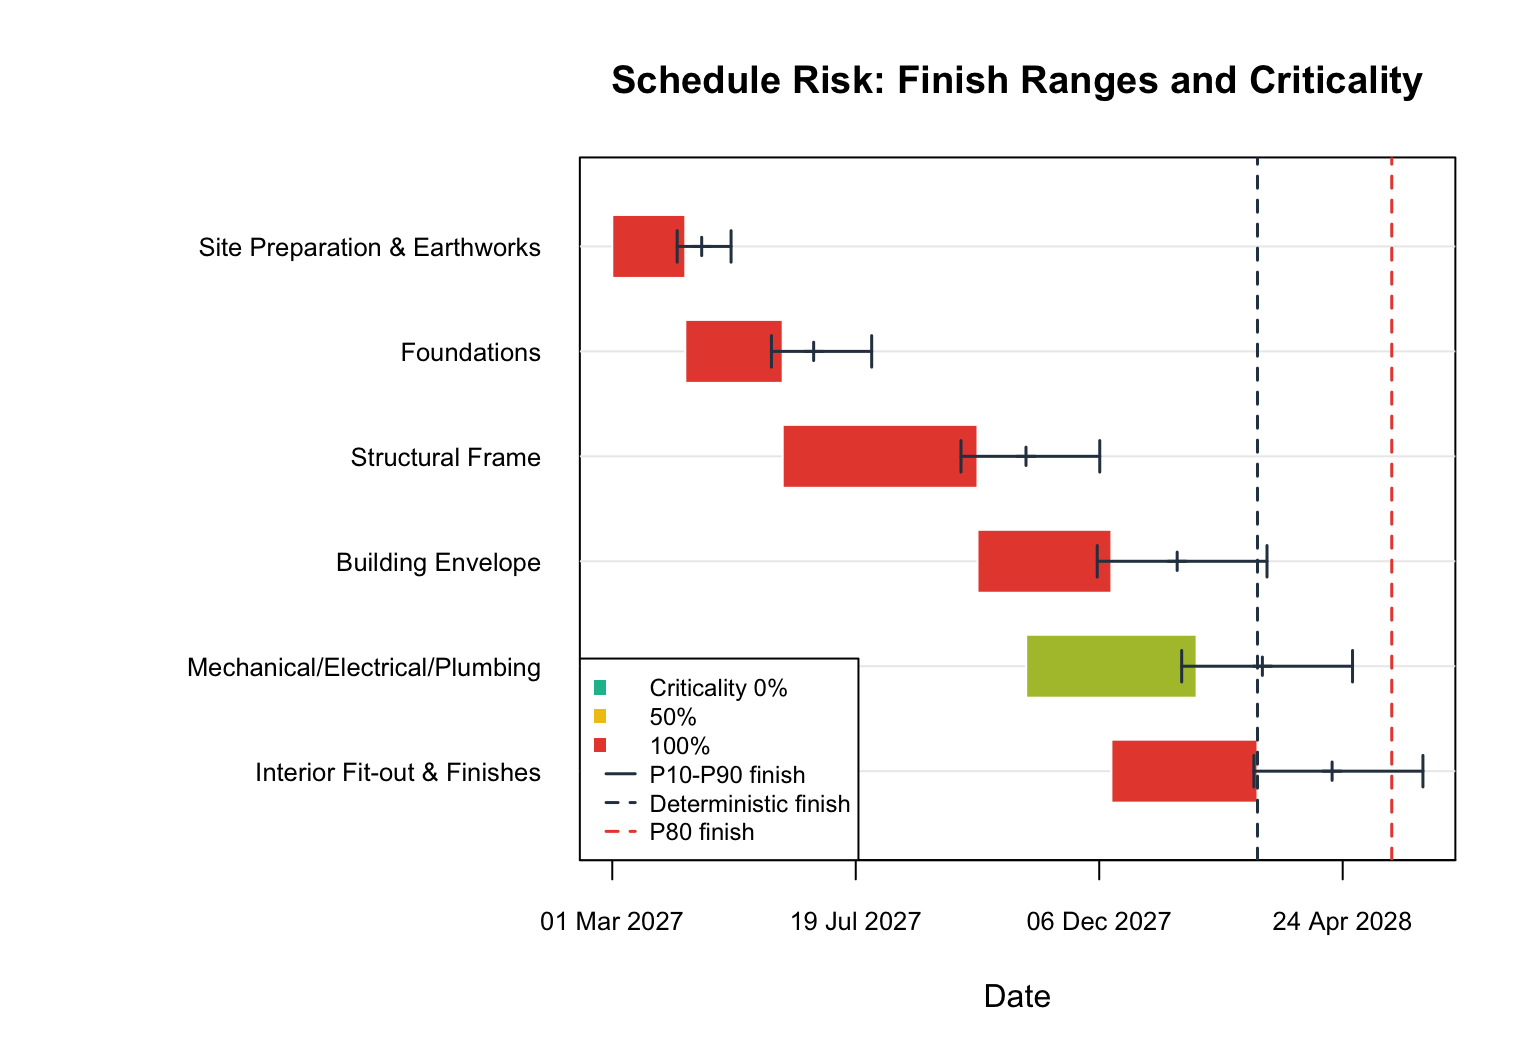 Schedule Risk: Finish Ranges and Criticality
Site Preparation & Earthworks
Foundations
Structural Frame
Building Envelope
Mechanical/Electrical/Plumbing
Interior Fit-out & Finishes
Criticality 0%
50%
100%
P10-P90 finish
Deterministic finish
P80 finish
01 Mar 2027
19 Jul 2027
06 Dec 2027
24 Apr 2028
Date